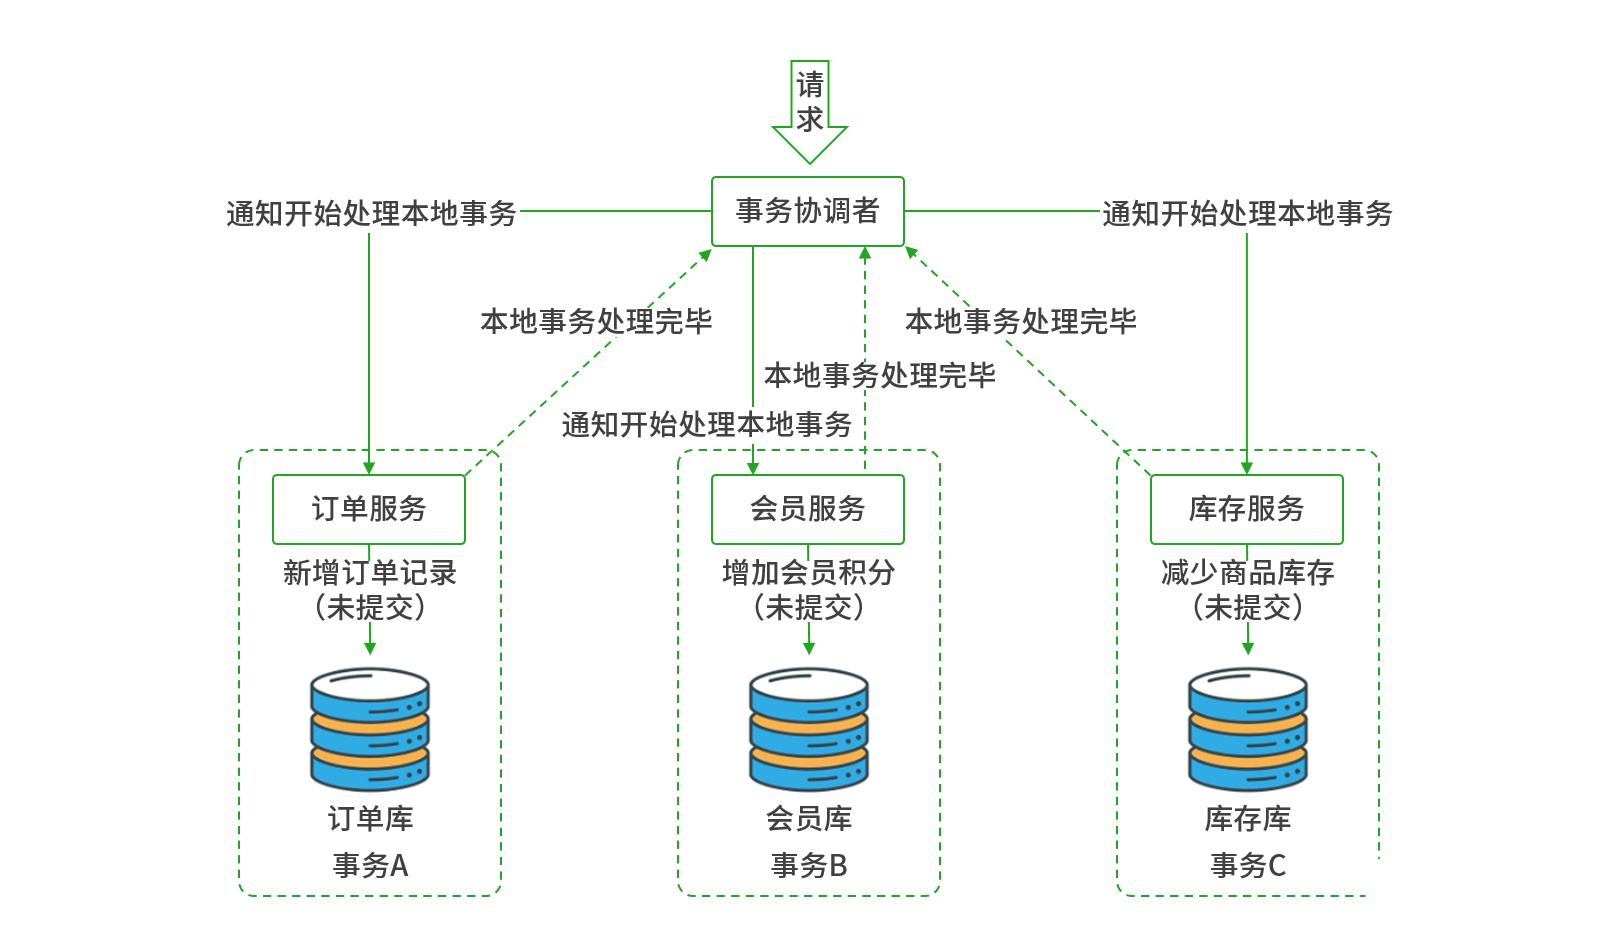 请
求
事务协调者
通知开始处理本地事务
通知开始处理本地事务
本地事务处理完毕
本地事务处理完毕
本地事务处理完毕
通知开始处理本地事务
订单服务
会员服务
库存服务
新增订单记录
（未提交）
增加会员积分
（未提交）
减少商品库存
（未提交）
订单库
会员库
库存库
事务A
事务B
事务C